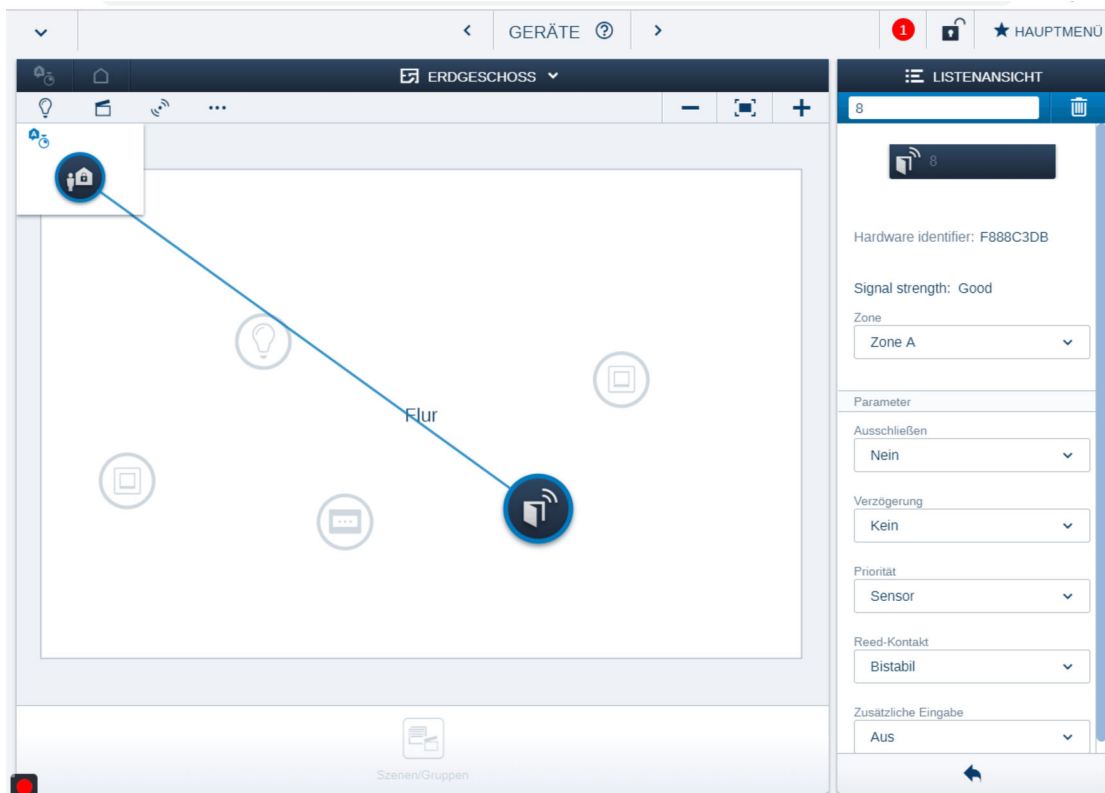 GERÄTE
1
HAUPTMENÜ
ERDGESCHOSS
LISTENANSICHT
8
8
Hardware identifier: F888C3DB
Signal strength: Good
Zone
Zone A
Flur
Parameter
Ausschließen
Nein
Verzögerung
Kein
Priorität
Sensor
Reed-Kontakt
Bistabil
Zusätzliche Eingabe
Aus
Szenen/Gruppen